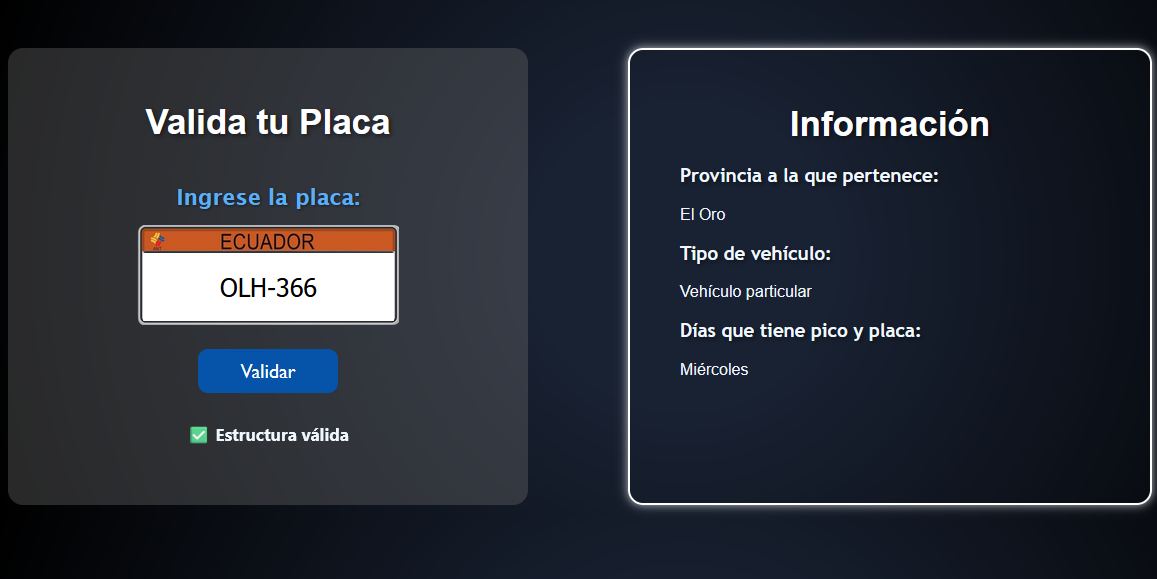 Valida tu Placa
Ingrese la placa:
ECUADOR
OLH-366
Validar
Estructura válida
Información
Provincia a la que pertenece:
El Oro
Tipo de vehículo:
Vehículo particular
Días que tiene pico y placa:
Miércoles